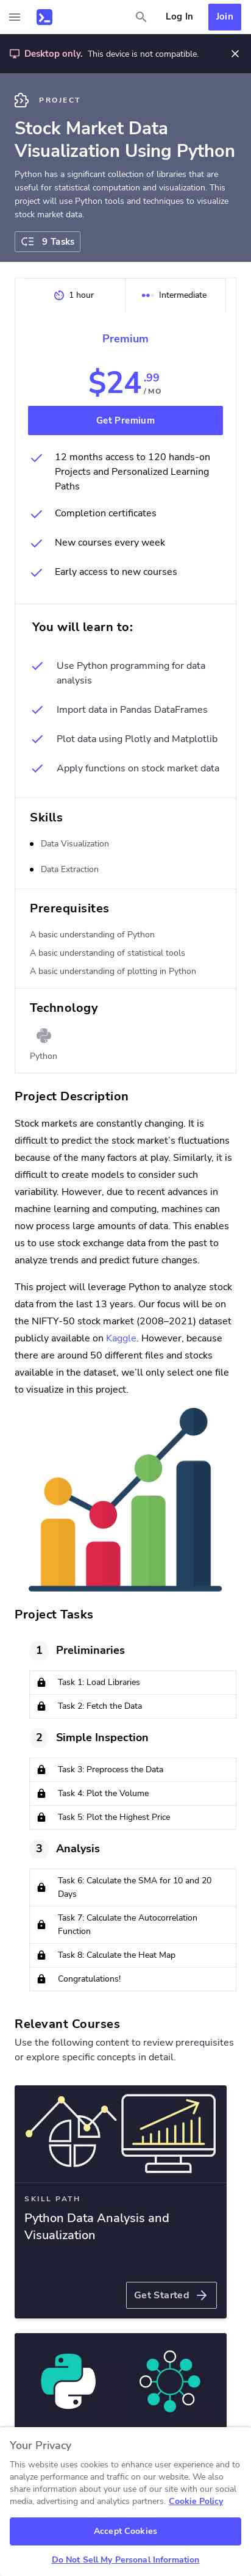 Log In
Join
Desktop only. This device is not compatible.
PROJECT
Stock Market Data
Visualization Using Python
Python has a significant collection of libraries that are
useful for statistical computation and visualization. This
project will use Python tools and techniques to visualize
stock market data.
9 Tasks
1 hour
Intermediate
Premium
$24.99
/ MO
Get Premium
12 months access to 120 hands-on
Projects and Personalized Learning
Paths
Completion certificates
New courses every week
Early access to new courses
You will learn to:
Use Python programming for data
analysis
Import data in Pandas DataFrames
Plot data using Plotly and Matplotlib
Apply functions on stock market data
Skills
Data Visualization
Data Extraction
Prerequisites
A basic understanding of Python
A basic understanding of statistical tools
A basic understanding of plotting in Python
Technology
Python
Project Description
Stock markets are constantly changing. It is
difficult to predict the stock market's fluctuations
because of the many factors at play. Similarly, it is
difficult to create models to consider such
variability. However, due to recent advances in
machine learning and computing, machines can
now process large amounts of data. This enables
us to use stock exchange data from the past to
analyze trends and predict future changes.
This project will leverage Python to analyze stock
data from the last 13 years. Our focus will be on
the NIFTY-50 stock market (2008–2021) dataset
publicly available on Kaggle. However, because
there are around 50 different files and stocks
available in the dataset, we'll only select one file
to visualize in this project.
Project Tasks
1 Preliminaries
Task 1: Load Libraries
Task 2: Fetch the Data
2 Simple Inspection
Task 3: Preprocess the Data
Task 4: Plot the Volume
Task 5: Plot the Highest Price
3 Analysis
Task 6: Calculate the SMA for 10 and 20
Days
Task 7: Calculate the Autocorrelation
Function
Task 8: Calculate the Heat Map
Congratulations!
Relevant Courses
Use the following content to review prerequisites
or explore specific concepts in detail.
SKILL PATH
Python Data Analysis and
Visualization
Get Started
Your Privacy
This website uses cookies to enhance user experience and to
analyze performance and traffic on our website. We also
share information about your use of our site with our social
media, advertising and analytics partners. Cookie Policy
Accept Cookies
Do Not Sell My Personal Information